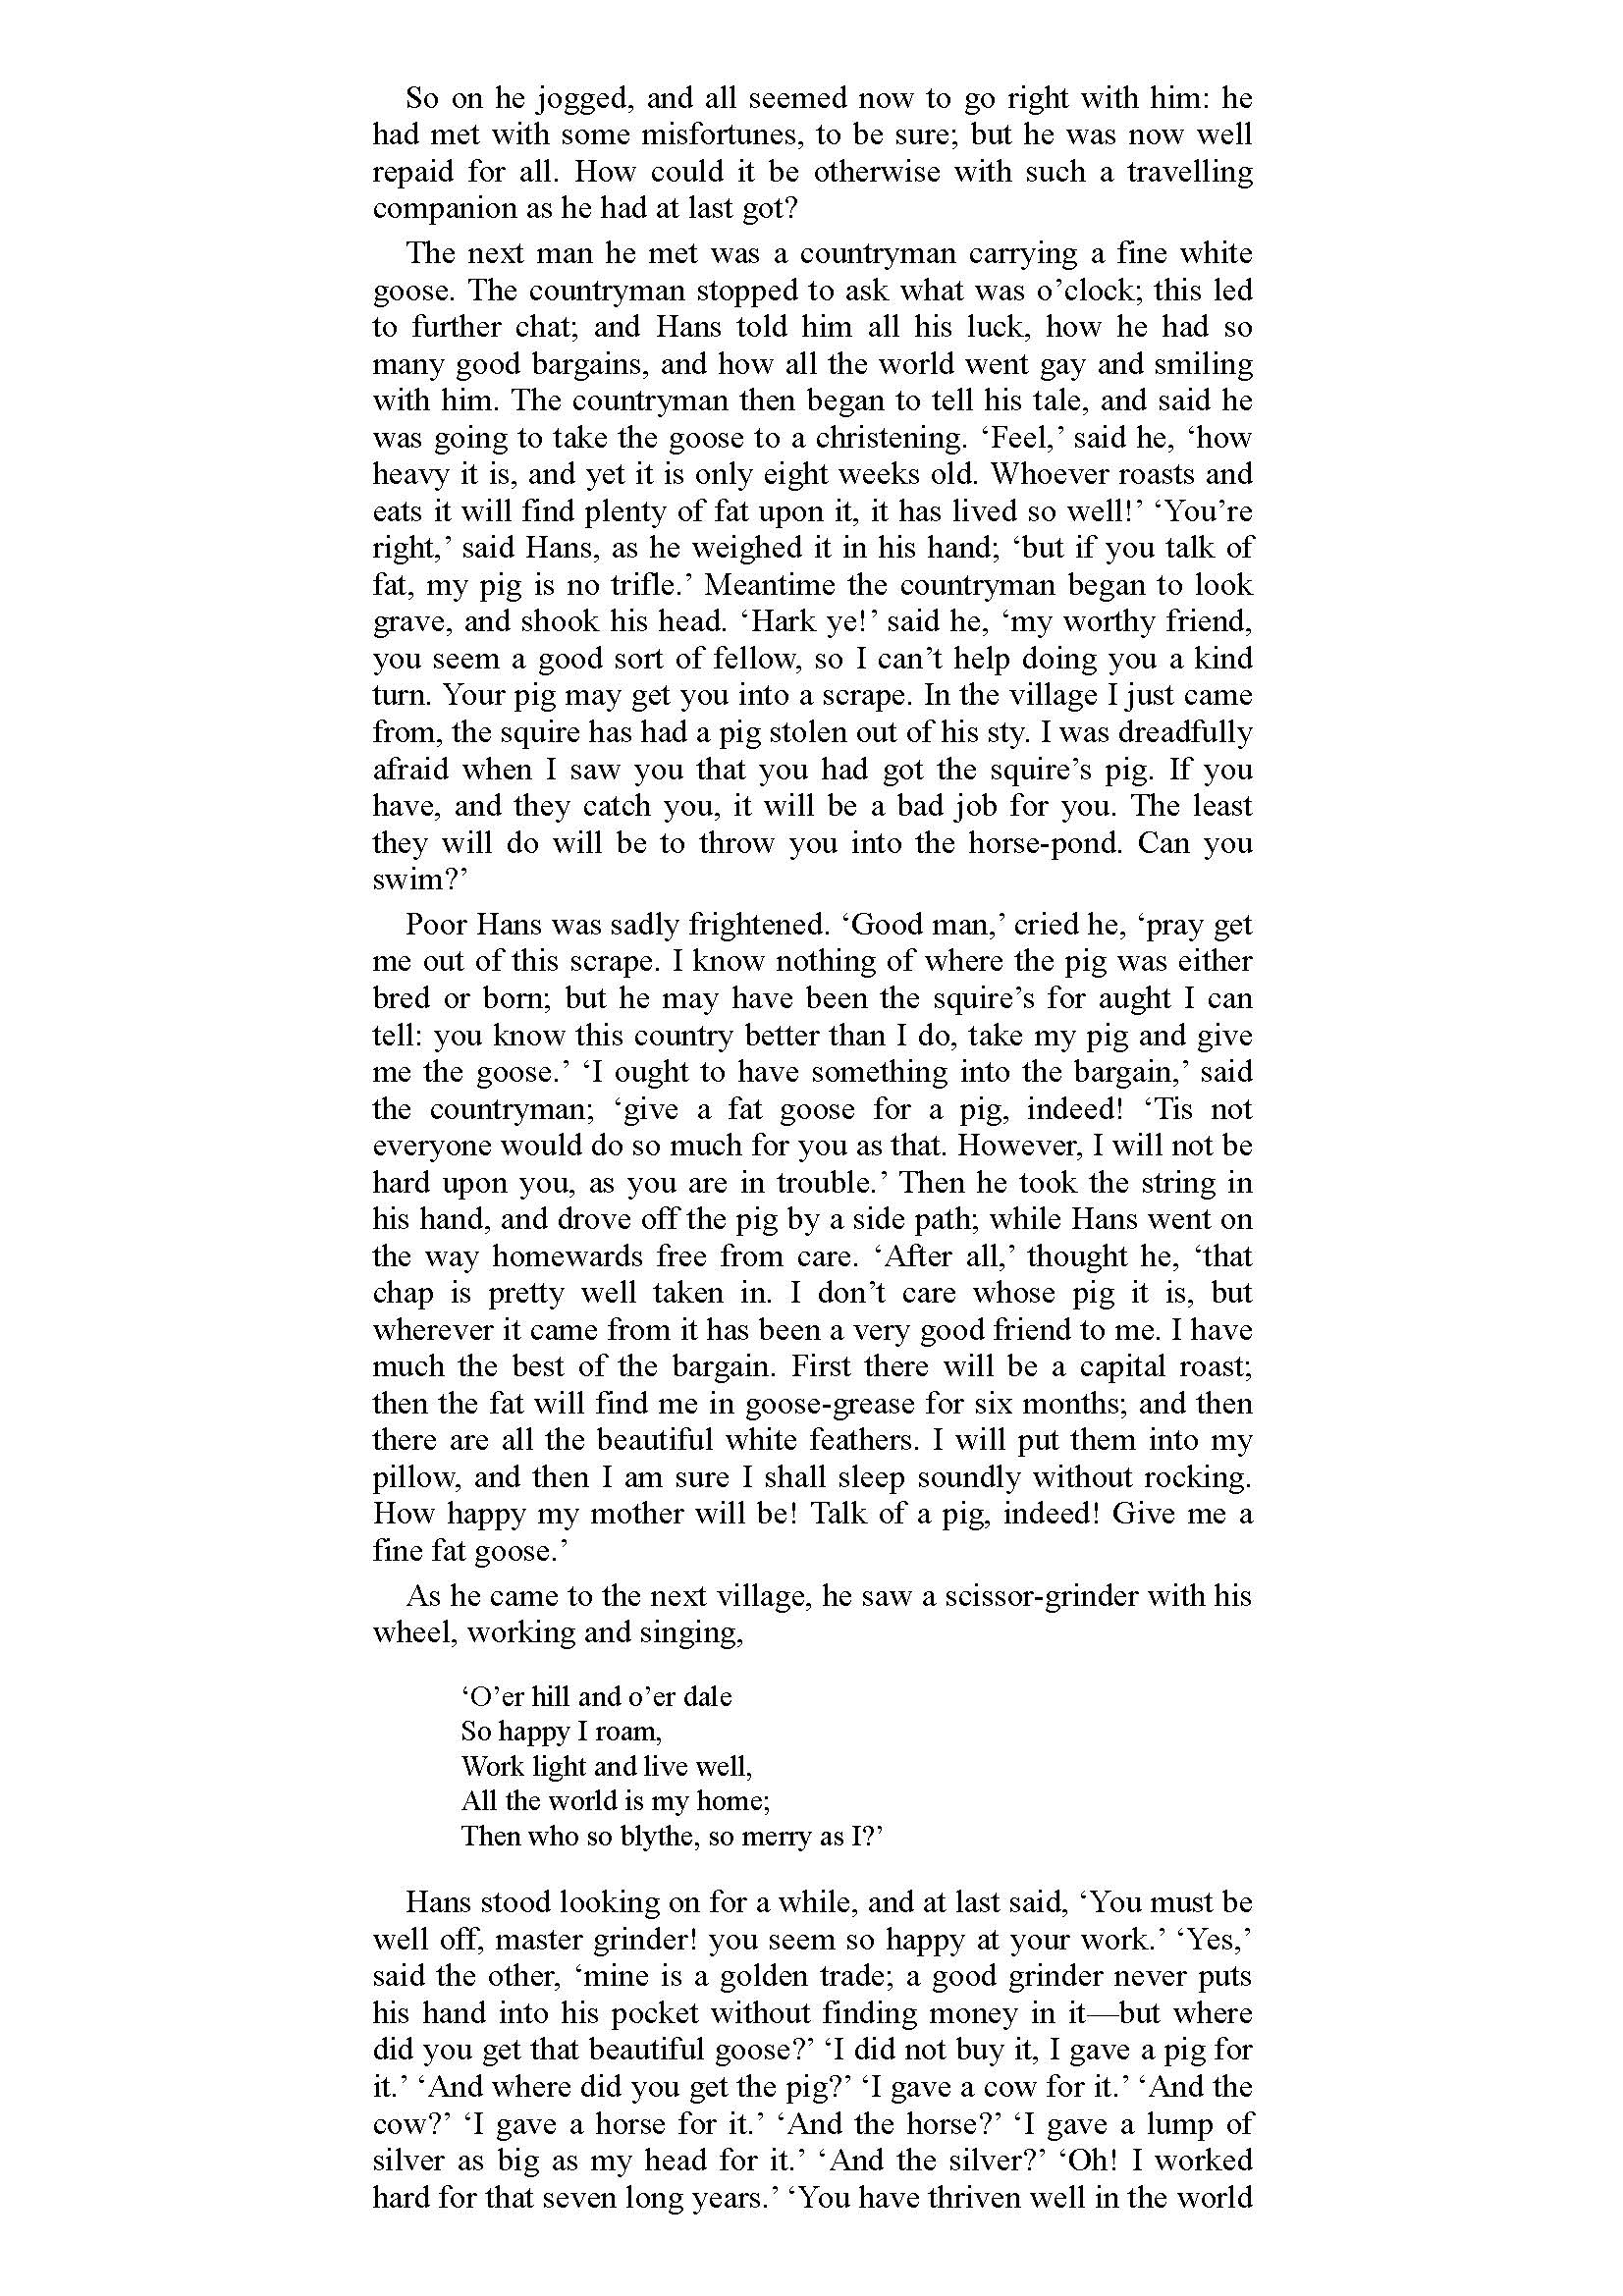 So on he jogged, and all seemed now to go right with him: he
had met with some misfortunes, to be sure; but he was now well
repaid for all. How could it be otherwise with such a travelling
companion as he had at last got?
The next man he met was a countryman carrying a fine white
goose. The countryman stopped to ask what was o’clock; this led
to further chat; and Hans told him all his luck, how he had so
many good bargains, and how all the world went gay and smiling
with him. The countryman then began to tell his tale, and said he
was going to take the goose to a christening. ‘Feel,’ said he, ‘how
heavy it is, and yet it is only eight weeks old. Whoever roasts and
eats it will find plenty of fat upon it, it has lived so well!’ ‘You’re
right,’ said Hans, as he weighed it in his hand; ‘but if you talk of
fat, my pig is no trifle.’ Meantime the countryman began to look
grave, and shook his head. ‘Hark ye!’ said he, ‘my worthy friend,
you seem a good sort of fellow, so I can’t help doing you a kind
turn. Your pig may get you into a scrape. In the village I just came
from, the squire has had a pig stolen out of his sty. I was dreadfully
afraid when I saw you that you had got the squire’s pig. If you
have, and they catch you, it will be a bad job for you. The least
they will do will be to throw you into the horse-pond. Can you
swim?’
Poor Hans was sadly frightened. ‘Good man,’ cried he, ‘pray get
me out of this scrape. I know nothing of where the pig was either
bred or born; but he may have been the squire’s for aught I can
tell: you know this country better than I do, take my pig and give
me the goose.’ ‘I ought to have something into the bargain,’ said
the countryman; ‘give a fat goose for a pig, indeed! ‘Tis not
everyone would do so much for you as that. However, I will not be
hard upon you, as you are in trouble.’ Then he took the string in
his hand, and drove off the pig by a side path; while Hans went on
the way homewards free from care. ‘After all,’ thought he, ‘that
chap is pretty well taken in. I don’t care whose pig it is, but
wherever it came from it has been a very good friend to me. I have
much the best of the bargain. First there will be a capital roast;
then the fat will find me in goose-grease for six months; and then
there are all the beautiful white feathers. I will put them into my
pillow, and then I am sure I shall sleep soundly without rocking.
How happy my mother will be! Talk of a pig, indeed! Give me a
fine fat goose.’
As he came to the next village, he saw a scissor-grinder with his
wheel, working and singing,
‘O’er hill and o’er dale
So happy I roam,
Work light and live well,
All the world is my home;
Then who so blythe, so merry as I?’
Hans stood looking on for a while, and at last said, ‘You must be
well off, master grinder! you seem so happy at your work.’ ‘Yes,’
said the other, ‘mine is a golden trade; a good grinder never puts
his hand into his pocket without finding money in it—but where
did you get that beautiful goose?’ ‘I did not buy it, I gave a pig for
it.’ ‘And where did you get the pig?’ ‘I gave a cow for it.’ ‘And the
cow?’ ‘I gave a horse for it.’ ‘And the horse?’ ‘I gave a lump of
silver as big as my head for it.’ ‘And the silver?’ ‘Oh! I worked
hard for that seven long years.’ ‘You have thriven well in the world